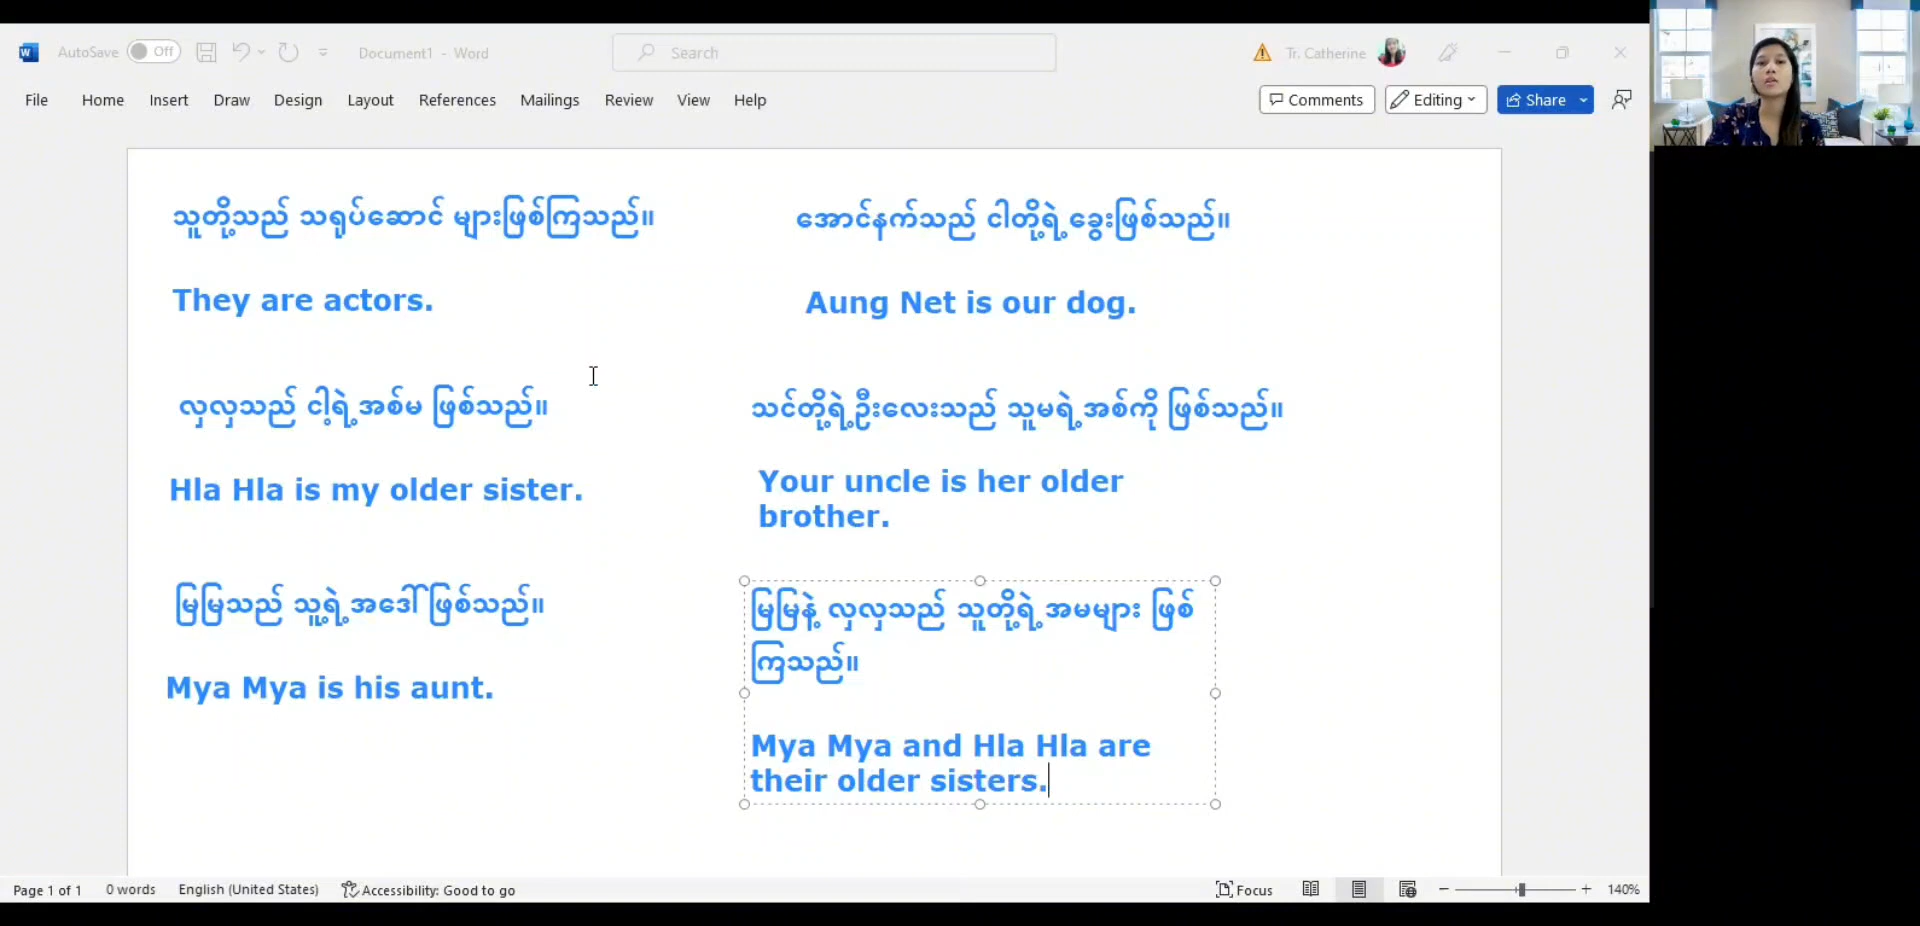 AutoSave Off Document1 - Word Search Tr. Catherine
File Home Insert Draw Design Layout References Mailings Review View Help Comments Editing Share
သူတို့သည် သရုပ်ဆောင် များဖြစ်ကြသည်။
They are actors.
လှလှသည် ငါ့ရဲ့အစ်မ ဖြစ်သည်။
Hla Hla is my older sister.
မြမြသည် သူ့ရဲ့အဒေါ်ဖြစ်သည်။
Mya Mya is his aunt.
အောင်နက်သည် ငါတို့ရဲ့ခွေးဖြစ်သည်။
Aung Net is our dog.
သင်တို့ရဲ့ဦးလေးသည် သူမရဲ့အစ်ကို ဖြစ်သည်။
Your uncle is her older
brother.
မြမြနဲ့ လှလှသည် သူတို့ရဲ့အမများ ဖြစ်
ကြသည်။
Mya Mya and Hla Hla are
their older sisters.
Page 1 of 1 0 words English (United States) Accessibility: Good to go Focus 140%